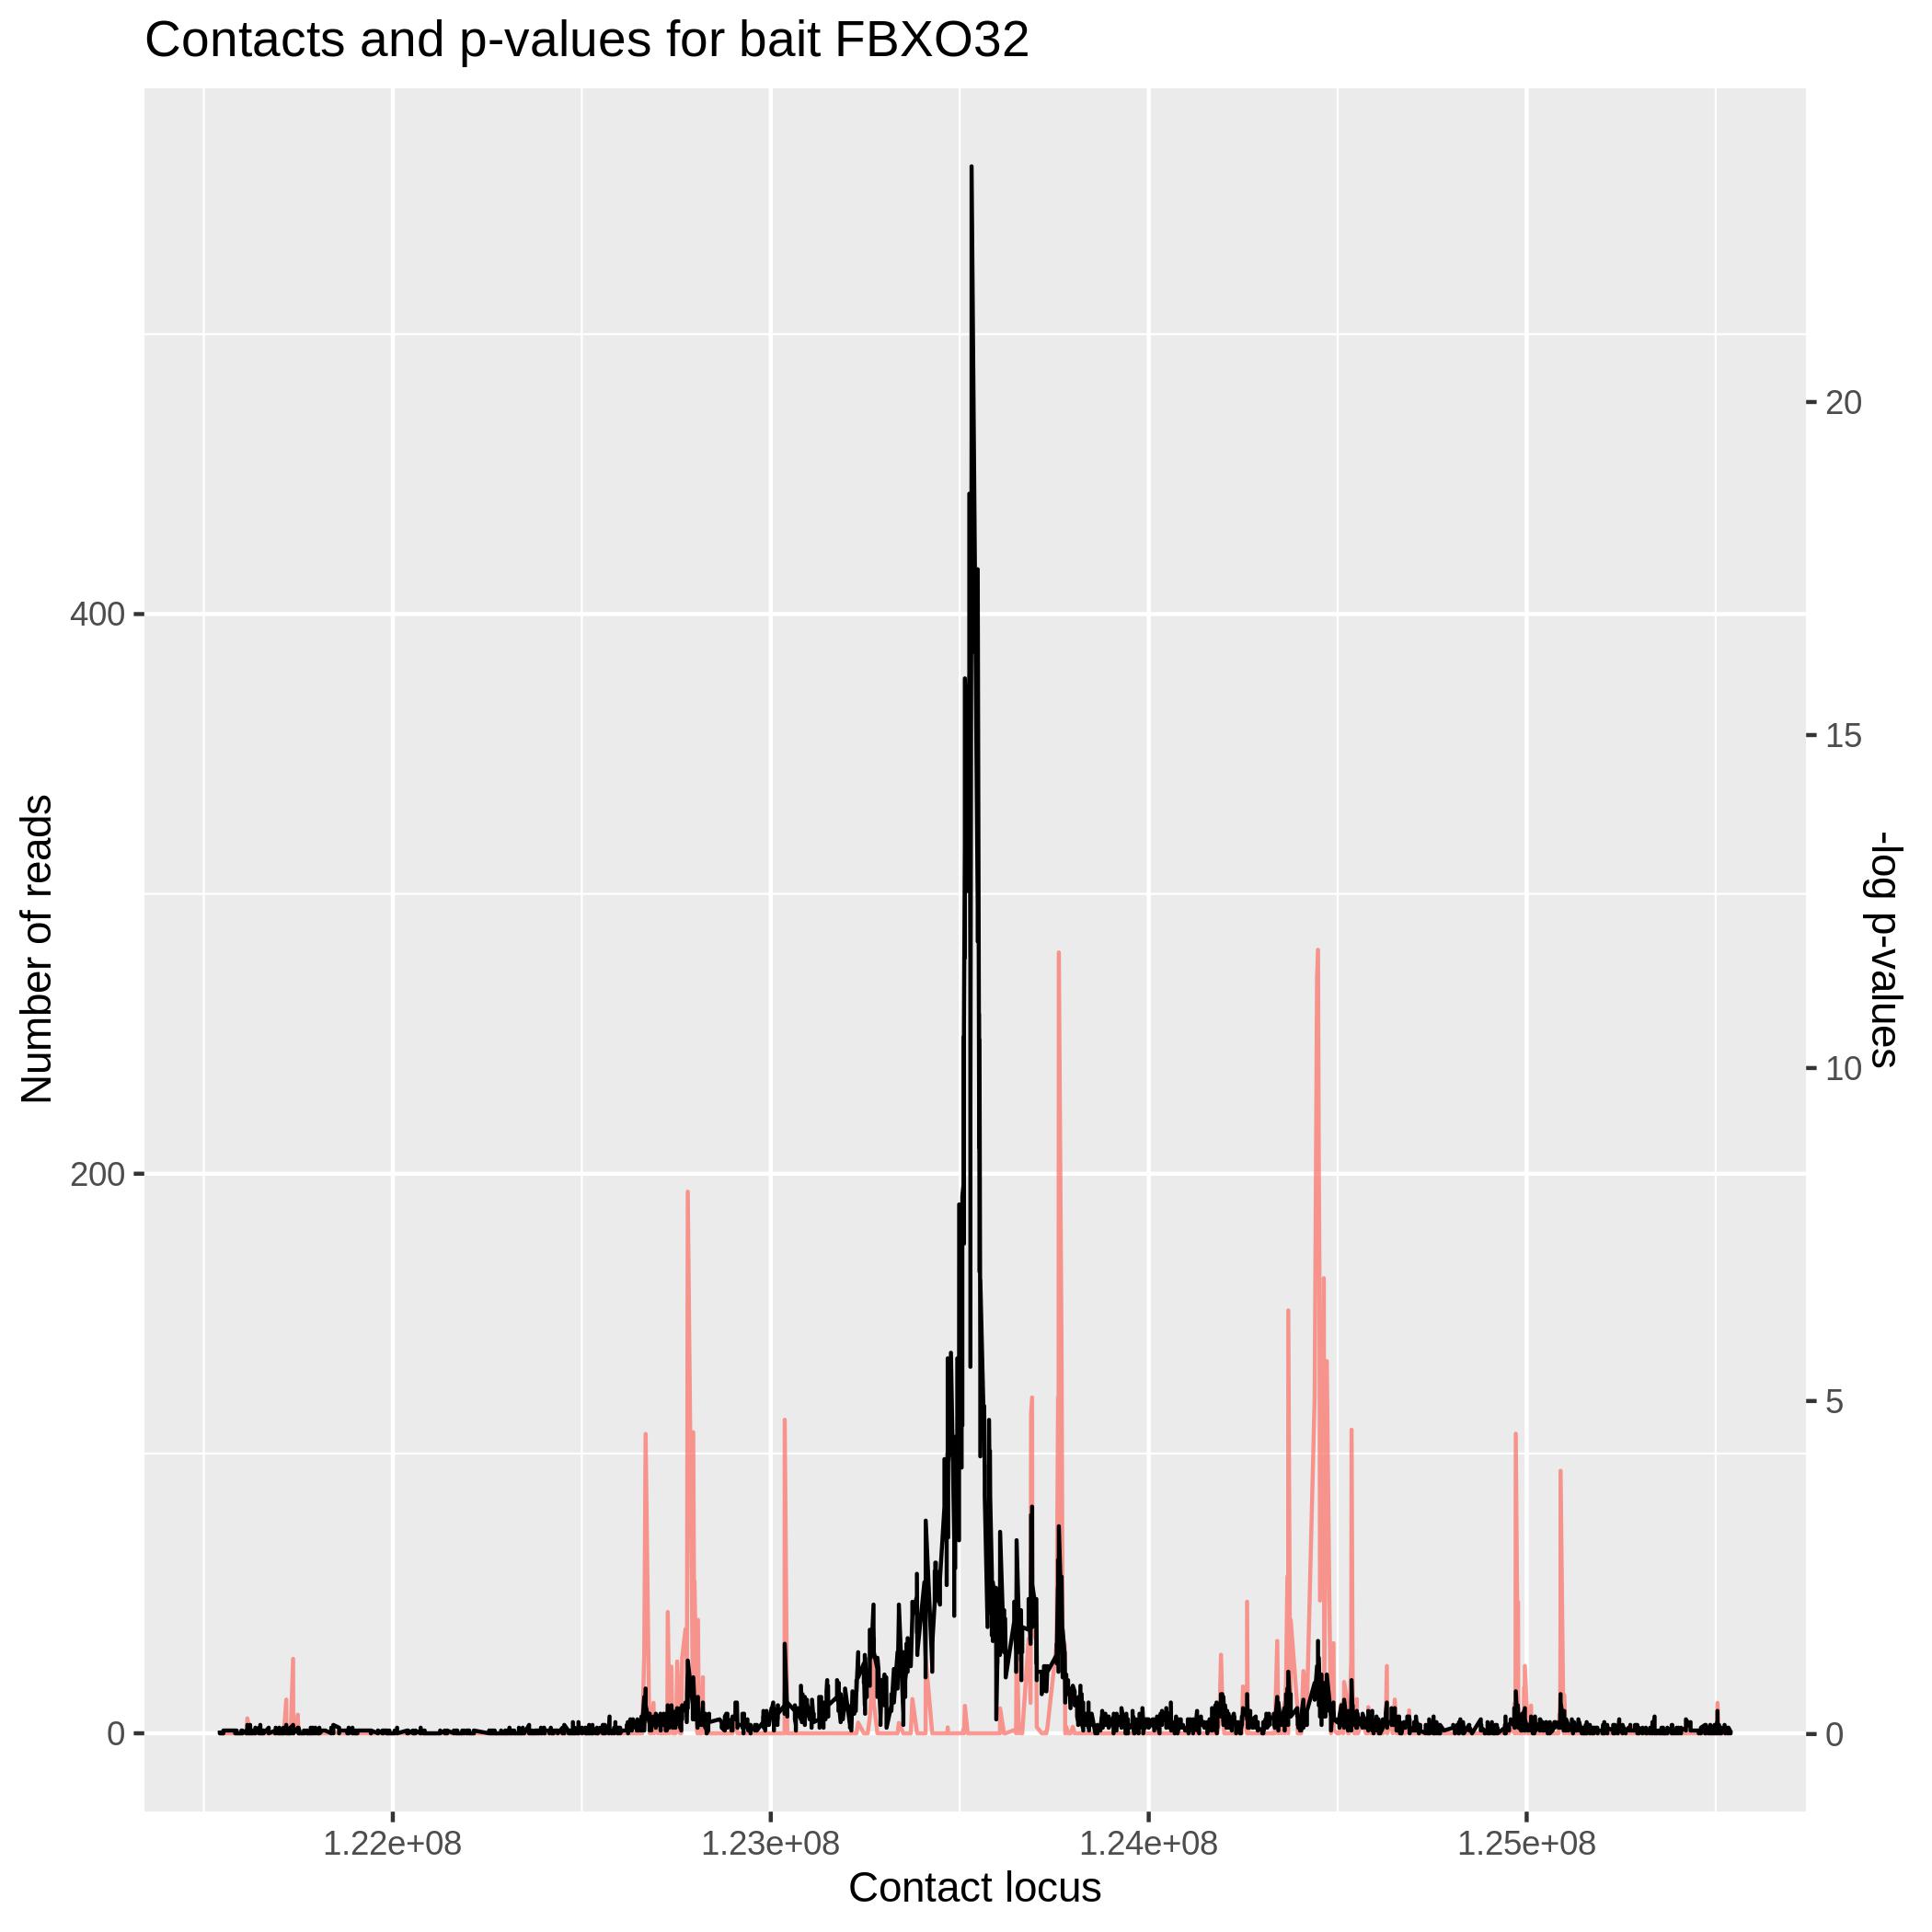 Contacts and p-values for bait FBXO32
Number of reads
400
200
0
20
15
10
5
0
-log p-values
1.22e+08
1.23e+08
1.24e+08
1.25e+08
Contact locus